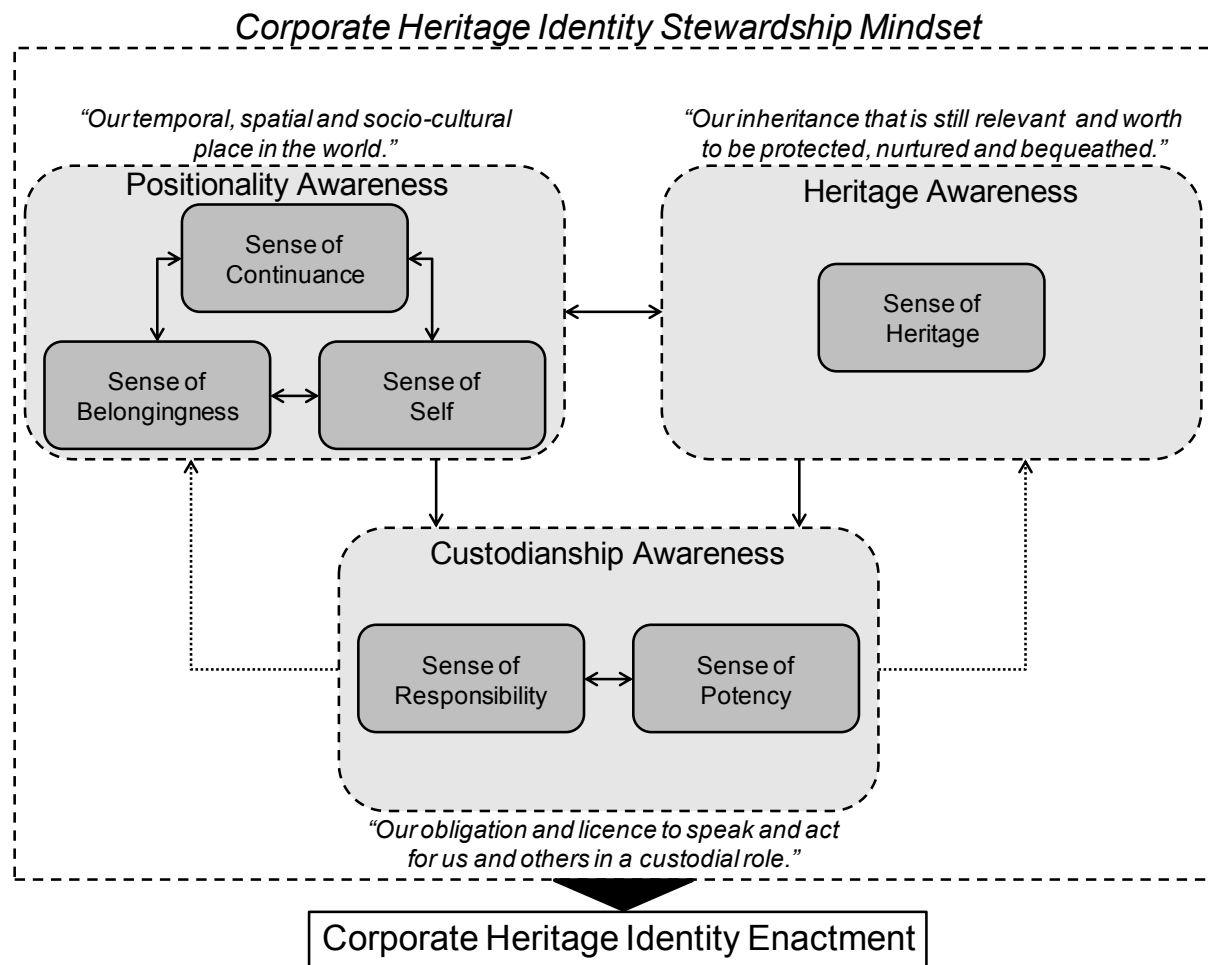 Corporate Heritage Identity Stewardship Mindset
“Our temporal, spatial and socio-cultural
place in the world.”
“Our inheritance that is still relevant and worth
to be protected, nurtured and bequeathed.”
Positionality Awareness
Sense of
Continuance
Sense of
Belongingness
Sense of
Self
Heritage Awareness
Sense of
Heritage
Custodianship Awareness
Sense of
Responsibility
Sense of
Potency
“Our obligation and licence to speak and act
for us and others in a custodial role.”
Corporate Heritage Identity Enactment